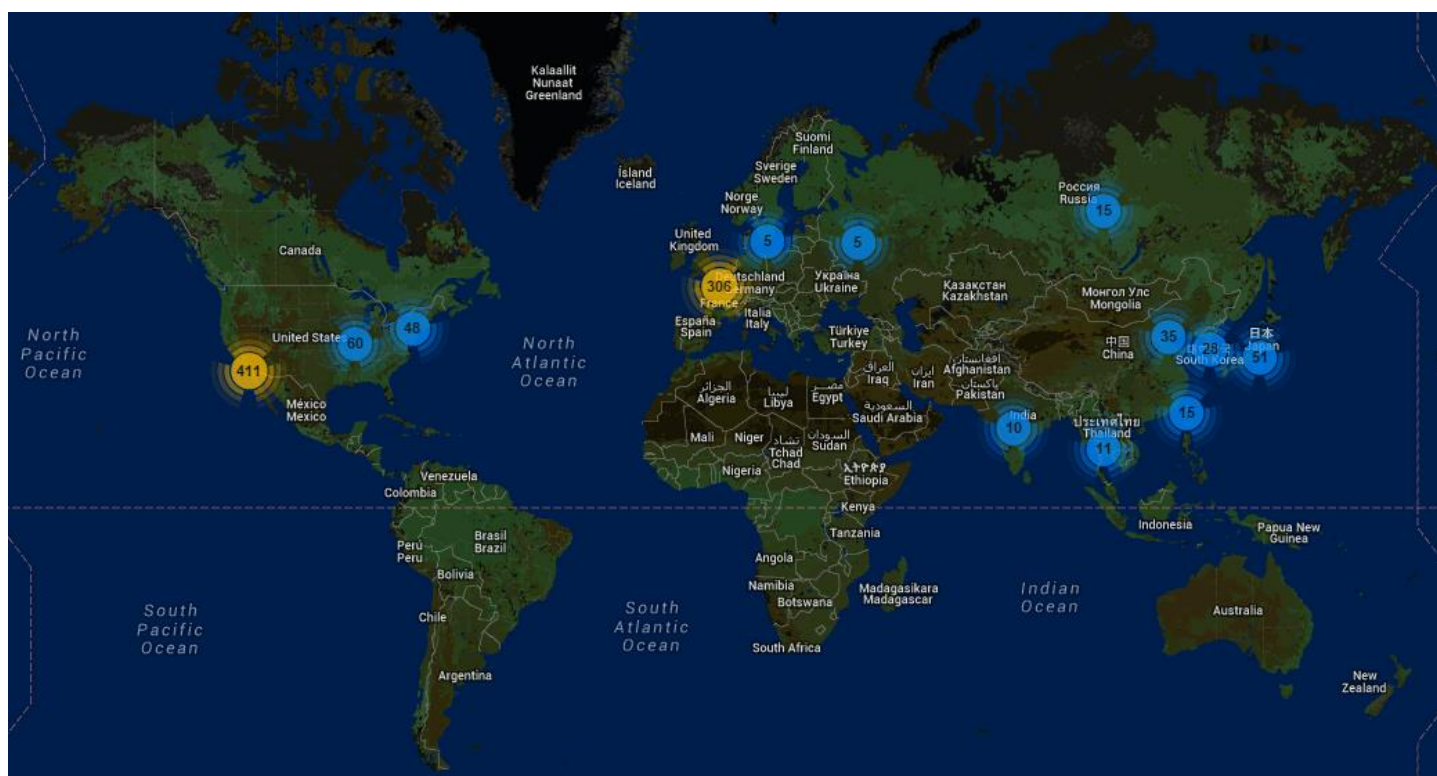 Kalaallit
Nunaat
Greenland
Suomi
Finland
Ísland
Iceland
Sverige
Sweden
Norge
Norway
Россия
Russia
15
United
Kingdom
5
5
Canada
Deutschland
Germany
Україна
Ukraine
306
France
Қазақстан
Kazakhstan
Монгол Улс
Mongolia
North
Pacific
Ocean
United States
60
48
North
Atlantic
Ocean
España
Spain
Italia
Italy
Türkiye
Turkey
中国
China
35
28
South Korea
日本
Japan
51
411
México
Mexico
الجزائر
Algeria
ليبيا
Libya
مصر
Egypt
العراق
Iraq
ایران
Iran
افغانستان
Afghanistan
پاکستان
Pakistan
السعودية
Saudi Arabia
India
10
ประเทศไทย
Thailand
11
15
Mali
Niger
تشاد
Tchad
Chad
السودان
Sudan
Nigeria
ኢትዮጵያ
Ethiopia
Venezuela
Colombia
Kenya
Tanzania
Indonesia
Papua New
Guinea
Brasil
Brazil
Perú
Peru
Bolivia
Angola
Namibia
Botswana
Madagasikara
Madagascar
Indian
Ocean
South
Pacific
Ocean
Chile
South
Atlantic
Ocean
Australia
South Africa
Argentina
New
Zealand